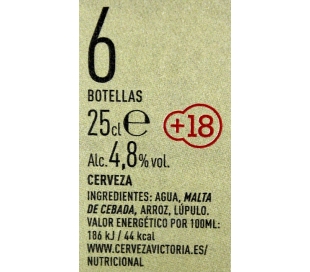 6
BOTELLAS
25cl e +18
Alc.4,8%vol.
CERVEZA
INGREDIENTES: AGUA, MALTA
DE CEBADA, ARROZ, LÚPULO.
VALOR ENERGÉTICO POR 100ML:
186 kJ / 44 kcal
WWW.CERVEZAVICTORIA.ES/
NUTRICIONAL